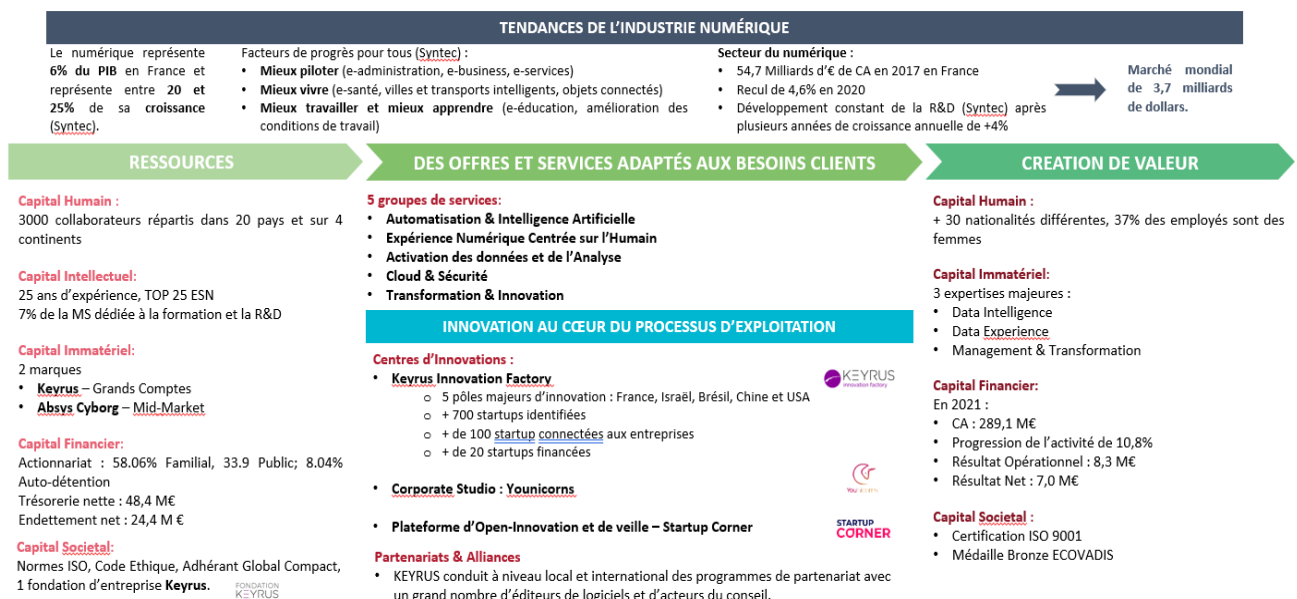 TENDANCES DE L'INDUSTRIE NUMÉRIQUE
Le numérique représente
6% du PIB en France et
représente entre 20 et
25% de sa croissance
(Syntec).
Facteurs de progrès pour tous (Syntec) :
• Mieux piloter (e-administration, e-business, e-services)
• Mieux vivre (e-santé, villes et transports intelligents, objets connectés)
• Mieux travailler et mieux apprendre (e-éducation, amélioration des
conditions de travail)
Secteur du numérique :
• 54,7 Milliards d'€ de CA en 2017 en France
• Recul de 4,6% en 2020
• Développement constant de la R&D (Syntec) après
plusieurs années de croissance annuelle de +4%
Marché mondial
de 3,7 milliards
de dollars.
RESSOURCES
Capital Humain :
3000 collaborateurs répartis dans 20 pays et sur 4
continents
Capital Intellectuel:
25 ans d'expérience, TOP 25 ESN
7% de la MS dédiée à la formation et la R&D
Capital Immatériel:
2 marques
• Keyrus – Grands Comptes
• Absys Cyborg – Mid-Market
Capital Financier:
Actionnariat : 58.06% Familial, 33.9 Public; 8.04%
Auto-détention
Trésorerie nette : 48,4 M€
Endettement net : 24,4 M €
Capital Societal:
Normes ISO, Code Ethique, Adhérant Global Compact,
1 fondation d'entreprise Keyrus.
FONDATION
KEYRUS
DES OFFRES ET SERVICES ADAPTÉS AUX BESOINS CLIENTS
5 groupes de services:
• Automatisation & Intelligence Artificielle
• Expérience Numérique Centrée sur l'Humain
• Activation des données et de l'Analyse
• Cloud & Sécurité
• Transformation & Innovation
INNOVATION AU CŒUR DU PROCESSUS D'EXPLOITATION
Centres d'Innovations :
• Keyrus Innovation Factory
KEYRUS
innovation factory
o 5 pôles majeurs d'innovation : France, Israël, Brésil, Chine et USA
o + 700 startups identifiées
o + de 100 startup connectées aux entreprises
o + de 20 startups financées
• Corporate Studio : Younicorns
• Plateforme d'Open-Innovation et de veille – Startup Corner
STARTUP
CORNER
Partenariats & Alliances
• KEYRUS conduit à niveau local et international des programmes de partenariat avec
un grand nombre d'éditeurs de logiciels et d'acteurs du conseil.
CREATION DE VALEUR
Capital Humain :
+ 30 nationalités différentes, 37% des employés sont des
femmes
Capital Immatériel:
3 expertises majeures :
• Data Intelligence
• Data Experience
• Management & Transformation
Capital Financier:
En 2021 :
• CA : 289,1 M€
• Progression de l'activité de 10,8%
• Résultat Opérationnel : 8,3 M€
• Résultat Net : 7,0 M€
Capital Societal :
• Certification ISO 9001
• Médaille Bronze ECOVADIS